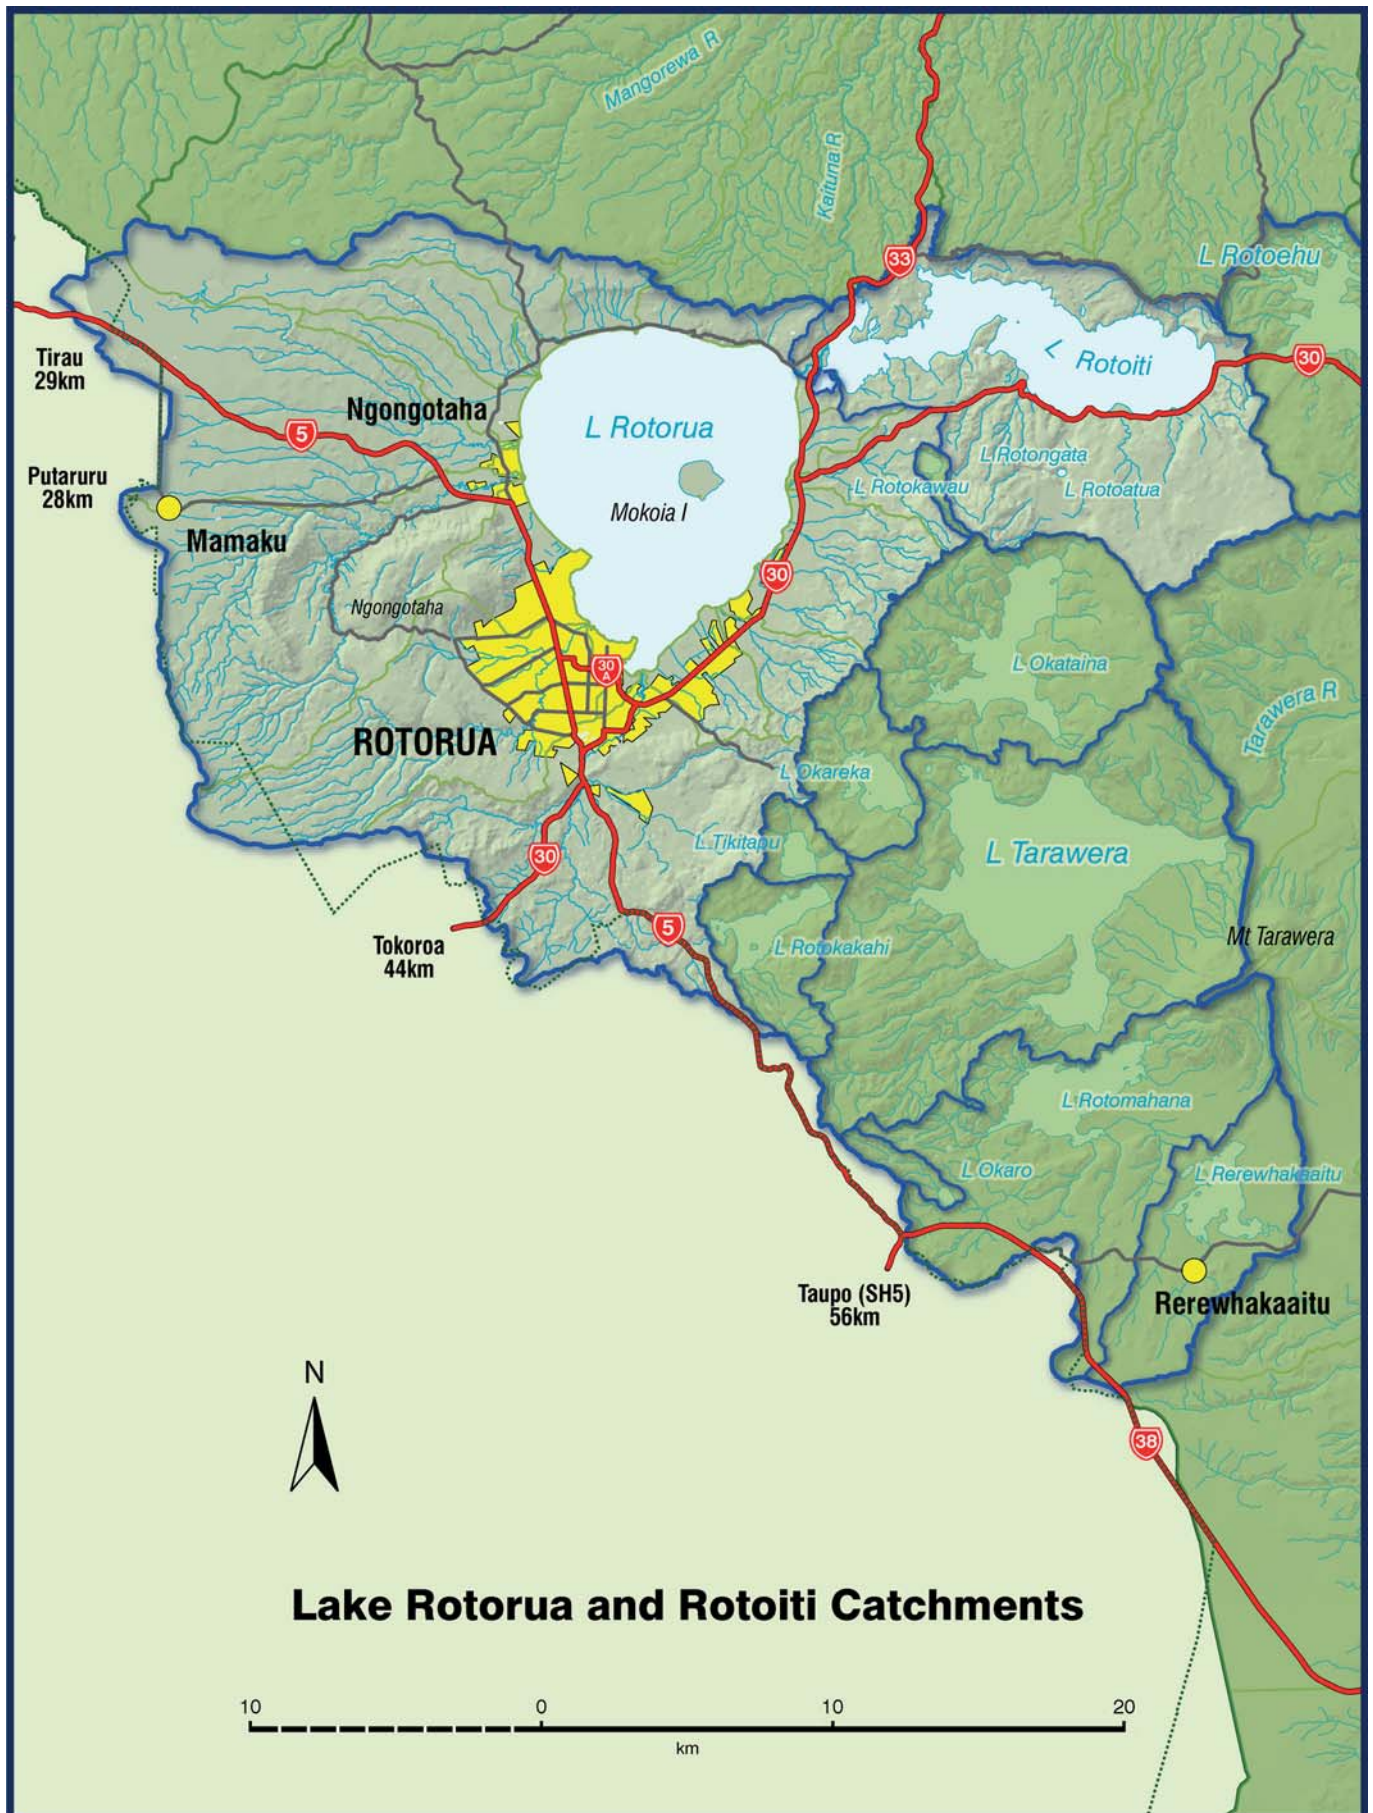 Mangorewa R
Kaituna R
33
L Rotoehu
Tirau
29km
L Rotoiti
30
Ngongotaha
5
L Rotorua
L Rotongata
Putaruru
28km
L Rotokawau
L Rotoatua
Mokoia I
Mamaku
30
Ngongotaha
L Okataina
30
A
Tarawera R
ROTORUA
L Okareka
L Tikitapu
L Tarawera
30
5
Mt Tarawera
Tokoroa
44km
L Rotokakahi
L Rotomahana
L Okaro
L Rerewhakaaitu
Taupo (SH5)
56km
Rerewhakaaitu
N
38
Lake Rotorua and Rotoiti Catchments
10 0 10 20
km